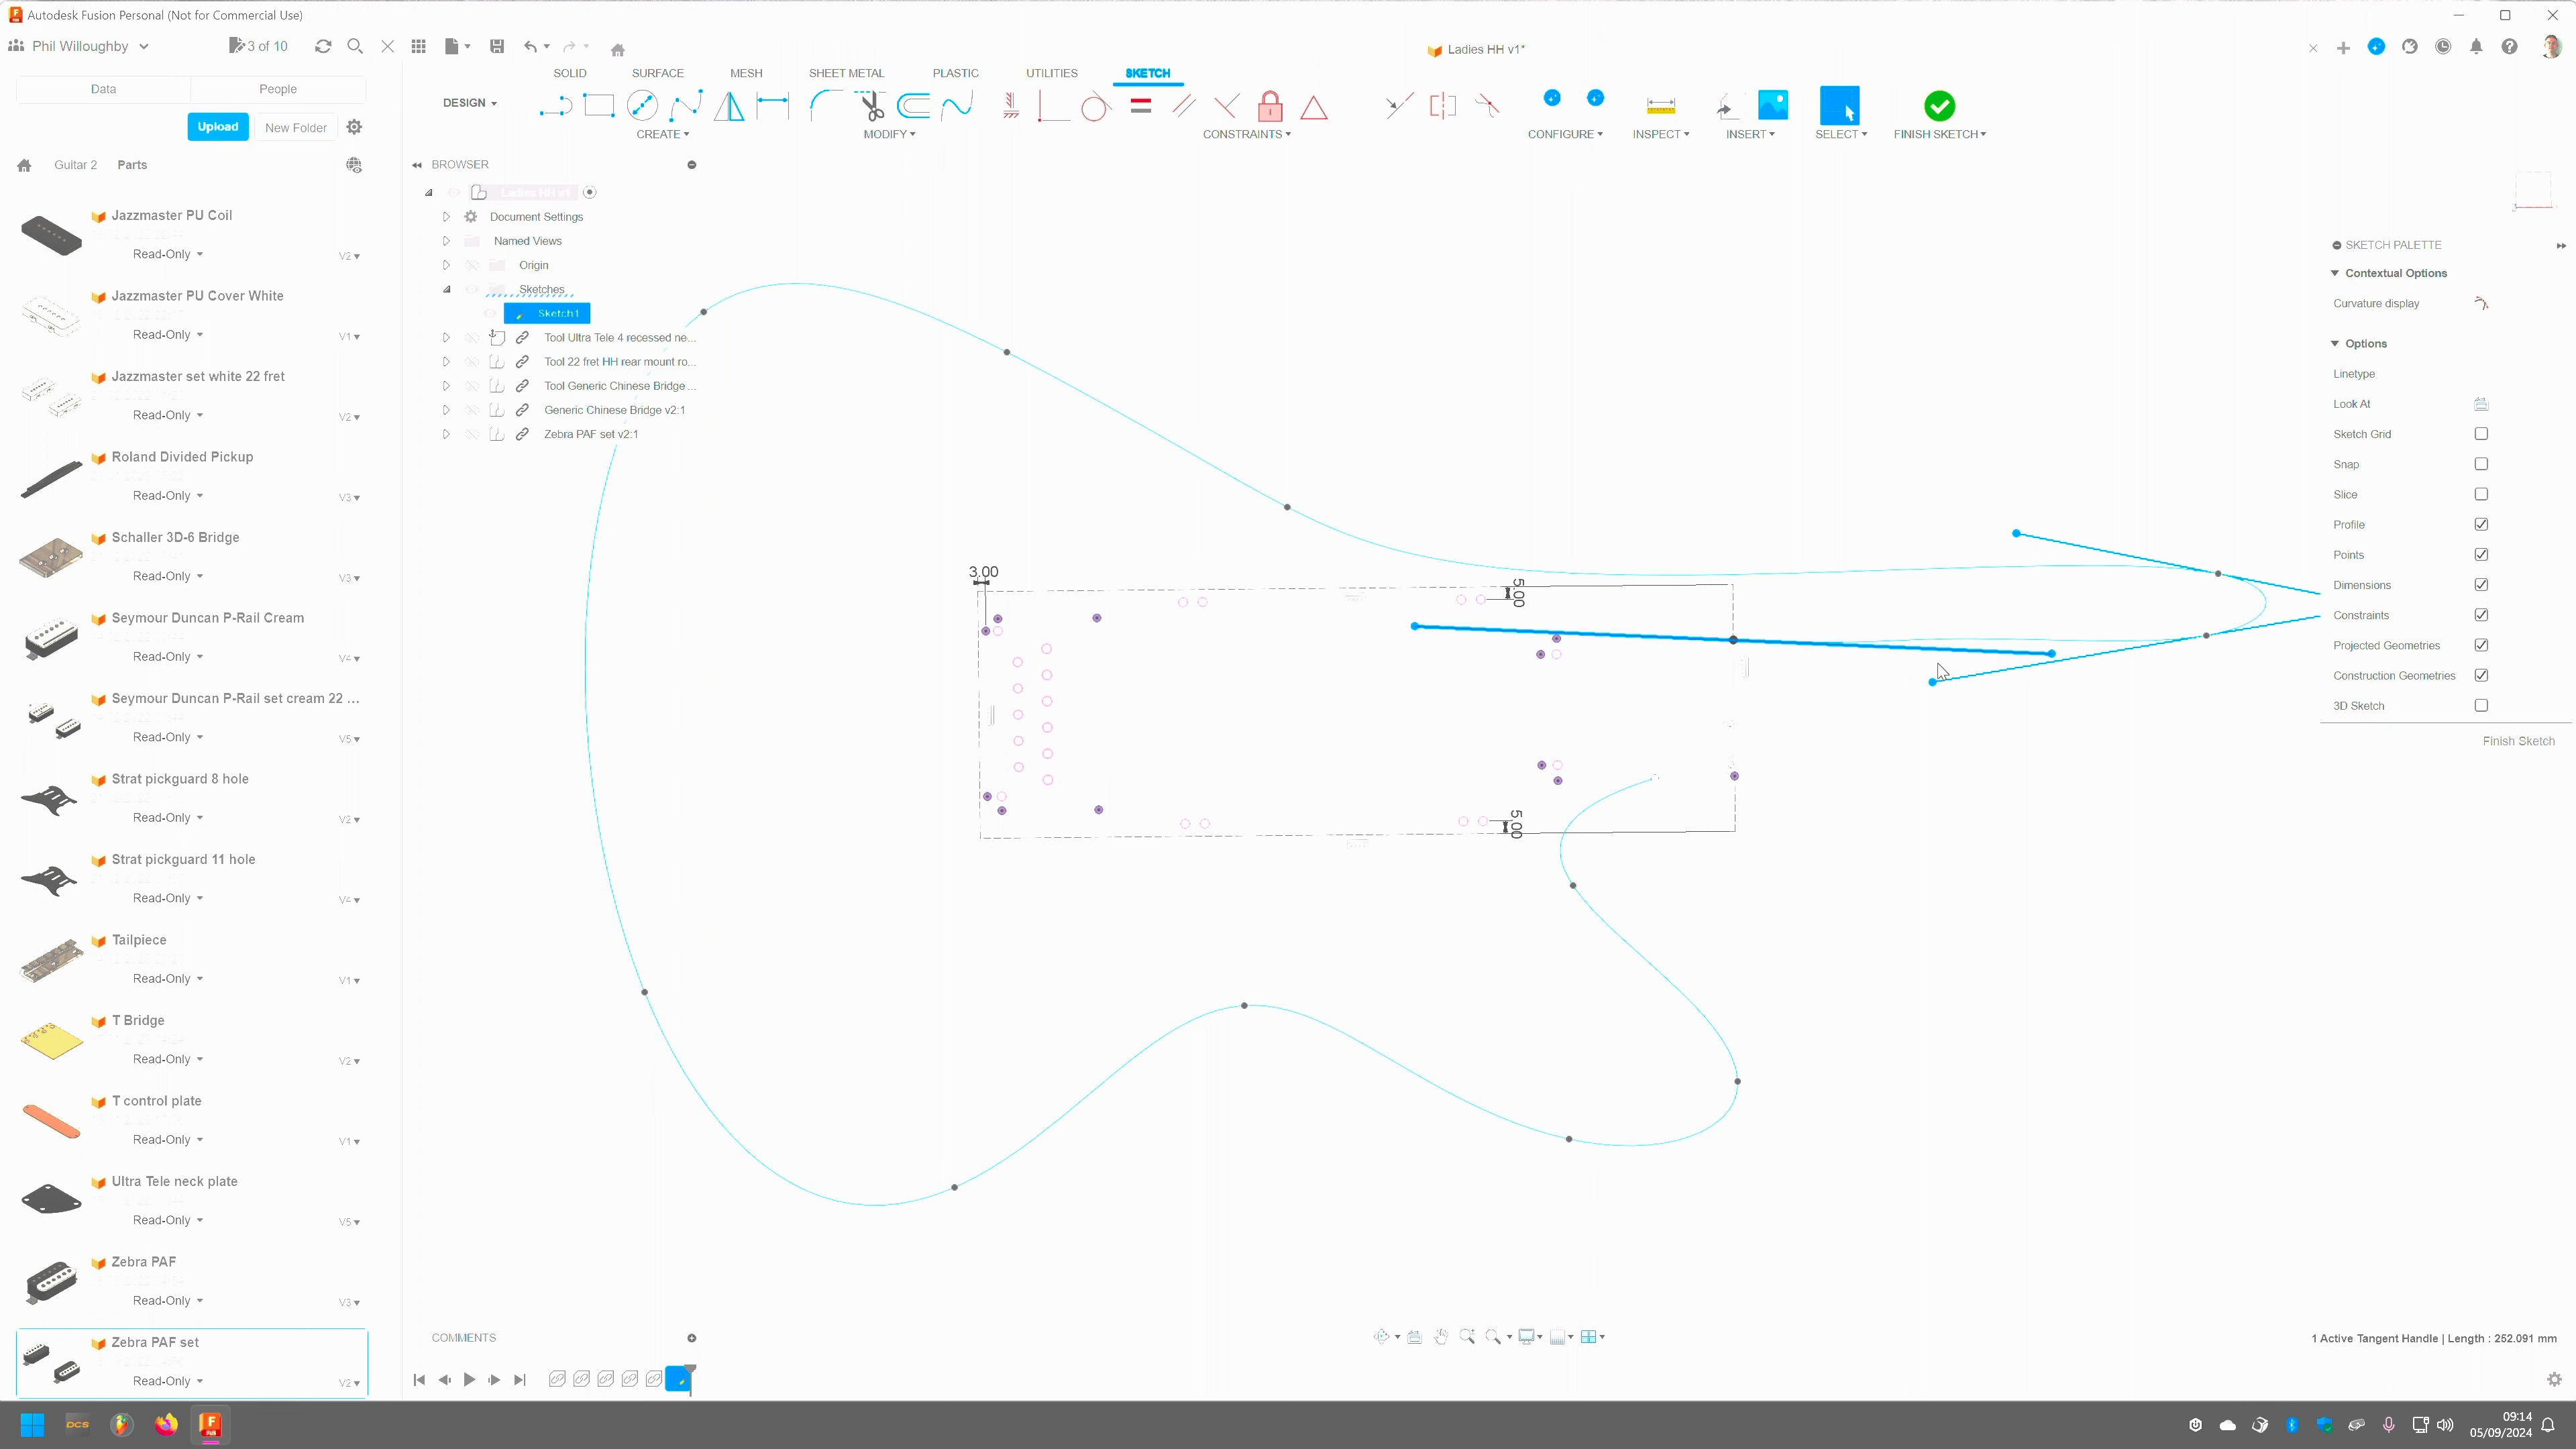 Autodesk Fusion Personal (Not for Commercial Use)
Phil Willoughby
3 of 10
Ladies HH v1*
Data
People
Upload
New Folder
Guitar 2
Parts
Jazzmaster PU Coil
Read-Only
V2
Jazzmaster PU Cover White
Read-Only
V1
Jazzmaster set white 22 fret
Read-Only
V2
Roland Divided Pickup
Read-Only
V3
Schaller 3D-6 Bridge
Read-Only
V3
Seymour Duncan P-Rail Cream
Read-Only
V4
Seymour Duncan P-Rail set cream 22 ...
Read-Only
V5
Strat pickguard 8 hole
Read-Only
V2
Strat pickguard 11 hole
Read-Only
V4
Tailpiece
Read-Only
V1
T Bridge
Read-Only
V2
T control plate
Read-Only
V1
Ultra Tele neck plate
Read-Only
V5
Zebra PAF
Read-Only
V3
Zebra PAF set
Read-Only
V2
DESIGN
SOLID
SURFACE
MESH
SHEET METAL
PLASTIC
UTILITIES
SKETCH
CREATE
MODIFY
CONSTRAINTS
CONFIGURE
INSPECT
INSERT
SELECT
FINISH SKETCH
BROWSER
Ladies HH v1
Document Settings
Named Views
Origin
Sketches
Sketch1
Tool Ultra Tele 4 recessed ne...
Tool 22 fret HH rear mount ro...
Tool Generic Chinese Bridge ...
Generic Chinese Bridge v2:1
Zebra PAF set v2:1
3.00
5.00
5.00
SKETCH PALETTE
Contextual Options
Curvature display
Options
Linetype
Look At
Sketch Grid
Snap
Slice
Profile
Points
Dimensions
Constraints
Projected Geometries
Construction Geometries
3D Sketch
Finish Sketch
COMMENTS
1 Active Tangent Handle | Length : 252.091 mm
DCS
F
FUS
09:14
05/09/2024